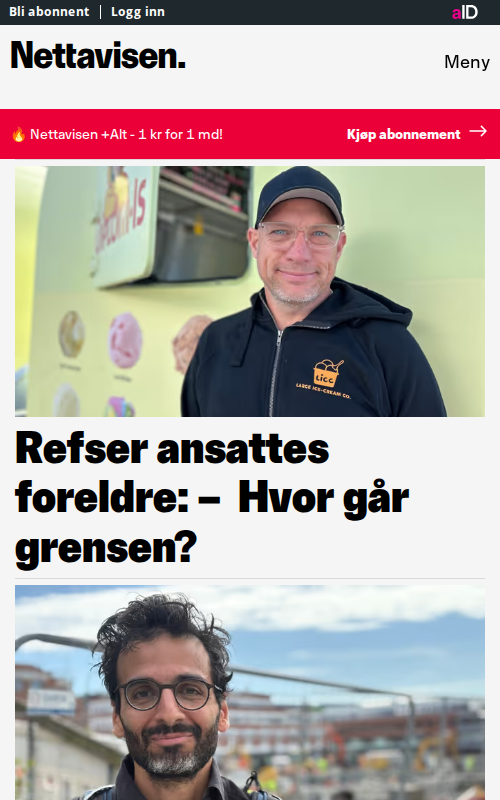 Bli abonnent
Logg inn
aID
Nettavisen.
Meny
🔥 Nettavisen +Alt - 1 kr for 1 md!
Kjøp abonnement →
LICC
LARGE ICE-CREAM CO.
Refser ansattes
foreldre: – Hvor går
grensen?